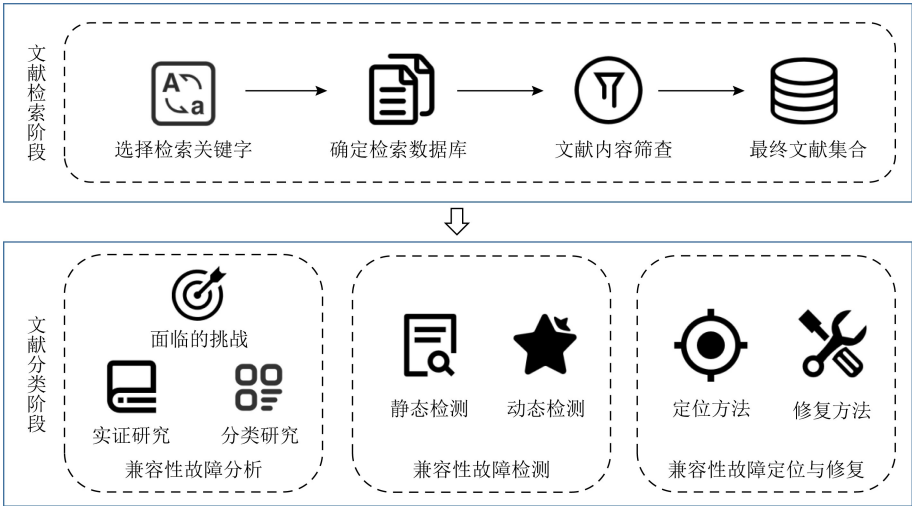 文献检索阶段
A
a
选择检索关键字
确定检索数据库
文献内容筛查
最终文献集合
文献分类阶段
面临的挑战
实证研究
分类研究
兼容性故障分析
静态检测
动态检测
兼容性故障检测
定位方法
修复方法
兼容性故障定位与修复